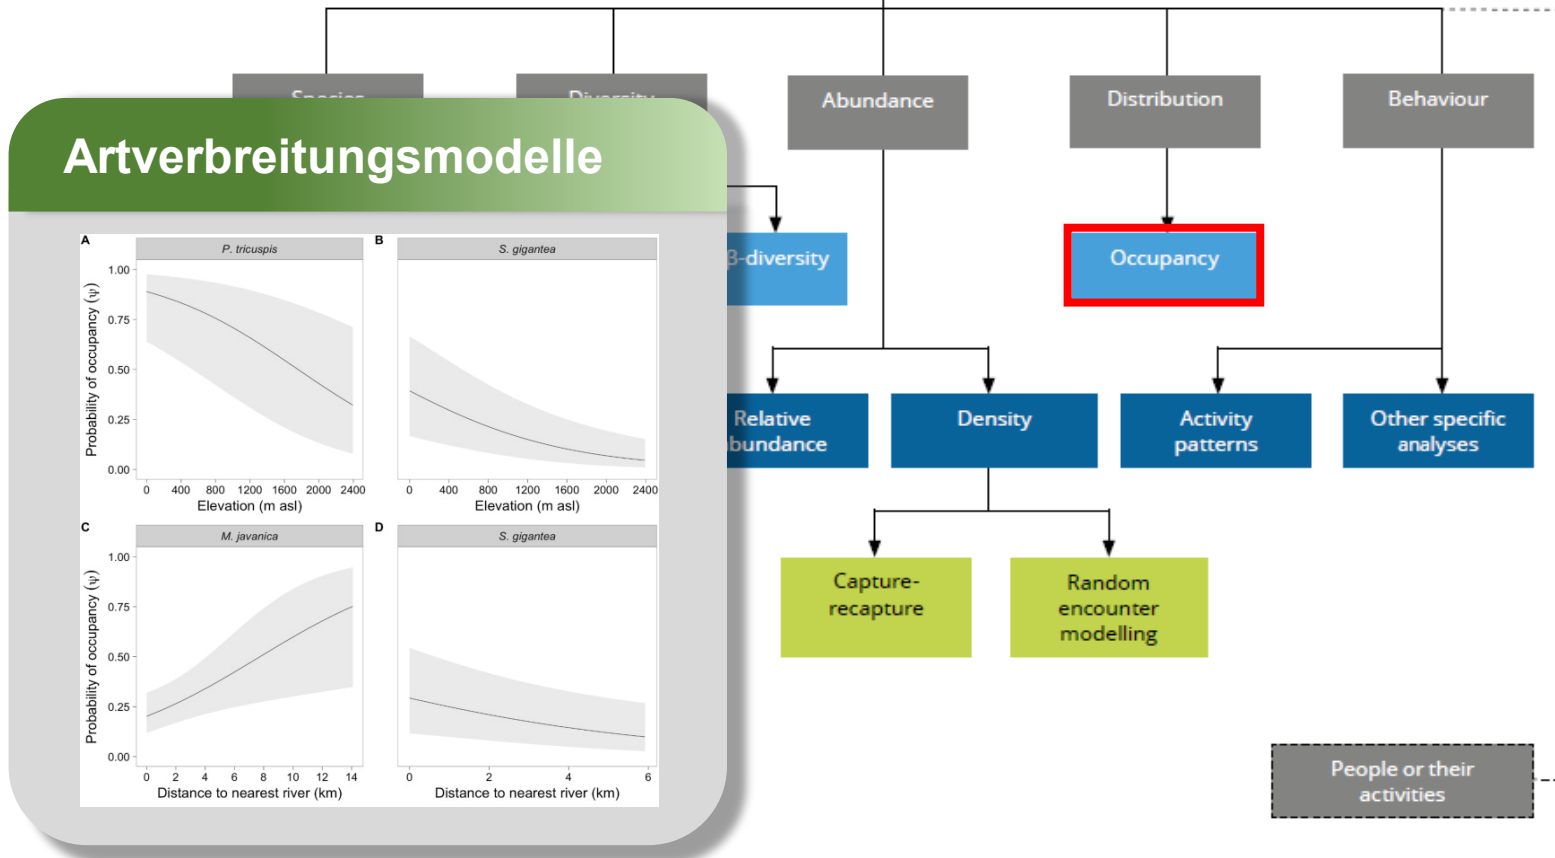 Species
Diversity
Abundance
Distribution
Behaviour
Artverbreitungsmodelle
β-diversity
Occupancy
Relative
abundance
Density
Activity
patterns
Other specific
analyses
Capture-
recapture
Random
encounter
modelling
People or their
activities
A
P. tricuspis
B
S. gigantea
Probability of occupancy (ψ)
1.00
0.75
0.50
0.25
0.00
0 400 800 1200 1600 2000 2400
0 400 800 1200 1600 2000 2400
Elevation (m asl)
Elevation (m asl)
C
M. javanica
D
S. gigantea
Probability of occupancy (ψ)
1.00
0.75
0.50
0.25
0.00
0 2 4 6 8 10 12 14
0 2 4 6
Distance to nearest river (km)
Distance to nearest river (km)